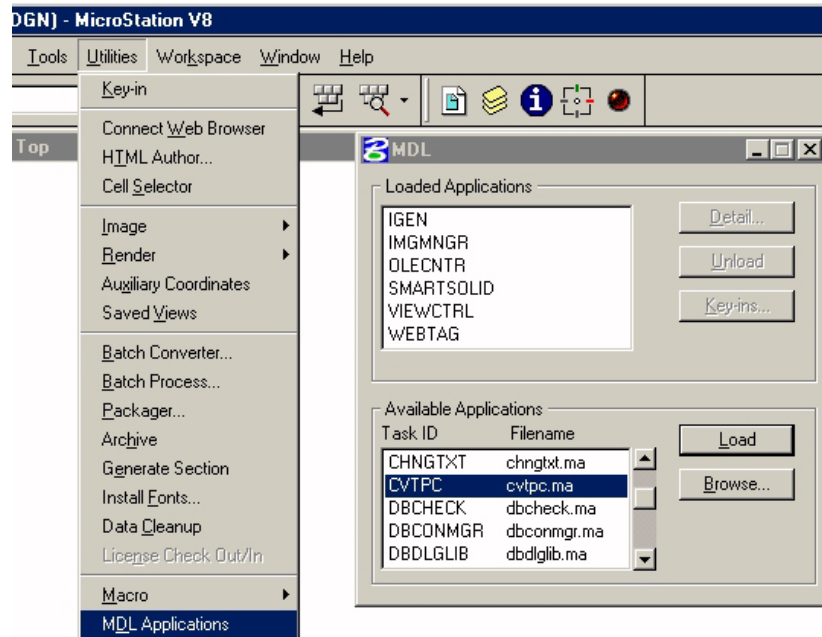 DGN) - MicroStation V8
Tools Utilities Workspace Window Help
Key-in
Connect Web Browser
HTML Author...
Cell Selector
Image
Render
Auxiliary Coordinates
Saved Views
Batch Converter...
Batch Process...
Packager...
Archive
Generate Section
Install Fonts...
Data Cleanup
License Check Out/In
Macro
MDL Applications
Top
MDL
Loaded Applications
IGEN
IMGMNGR
OLECNTR
SMARTSOLID
VIEWCTRL
WEBTAG
Detail...
Unload
Key-ins...
Available Applications
Task ID Filename
CHNGTXT chngtxt.ma
CVTPC cvtpc.ma
DBCHECK dbcheck.ma
DBCONMGR dbconmgr.ma
DBDLGLIB dbdlglib.ma
Load
Browse...